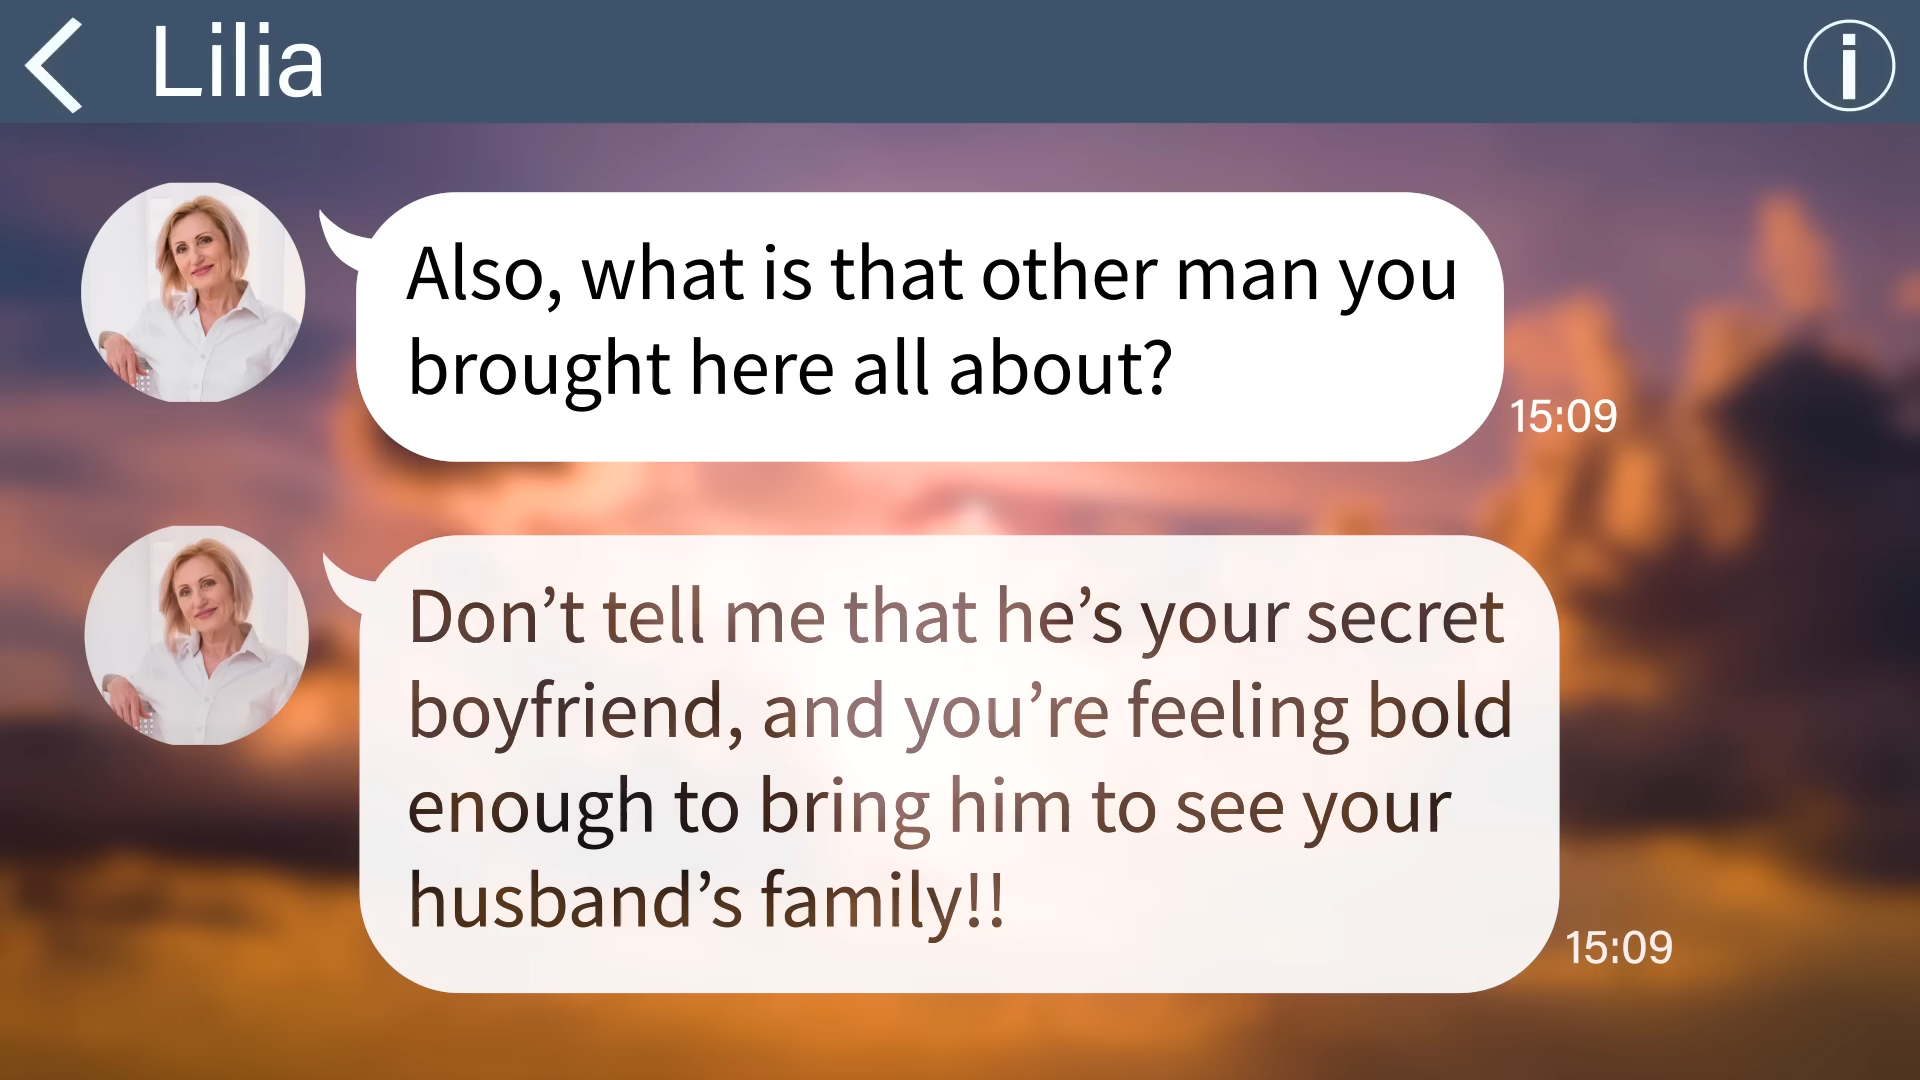 Lilia
Also, what is that other man you
brought here all about?
15:09
Don’t tell me that he’s your secret
boyfriend, and you’re feeling bold
enough to bring him to see your
husband’s family!!
15:09